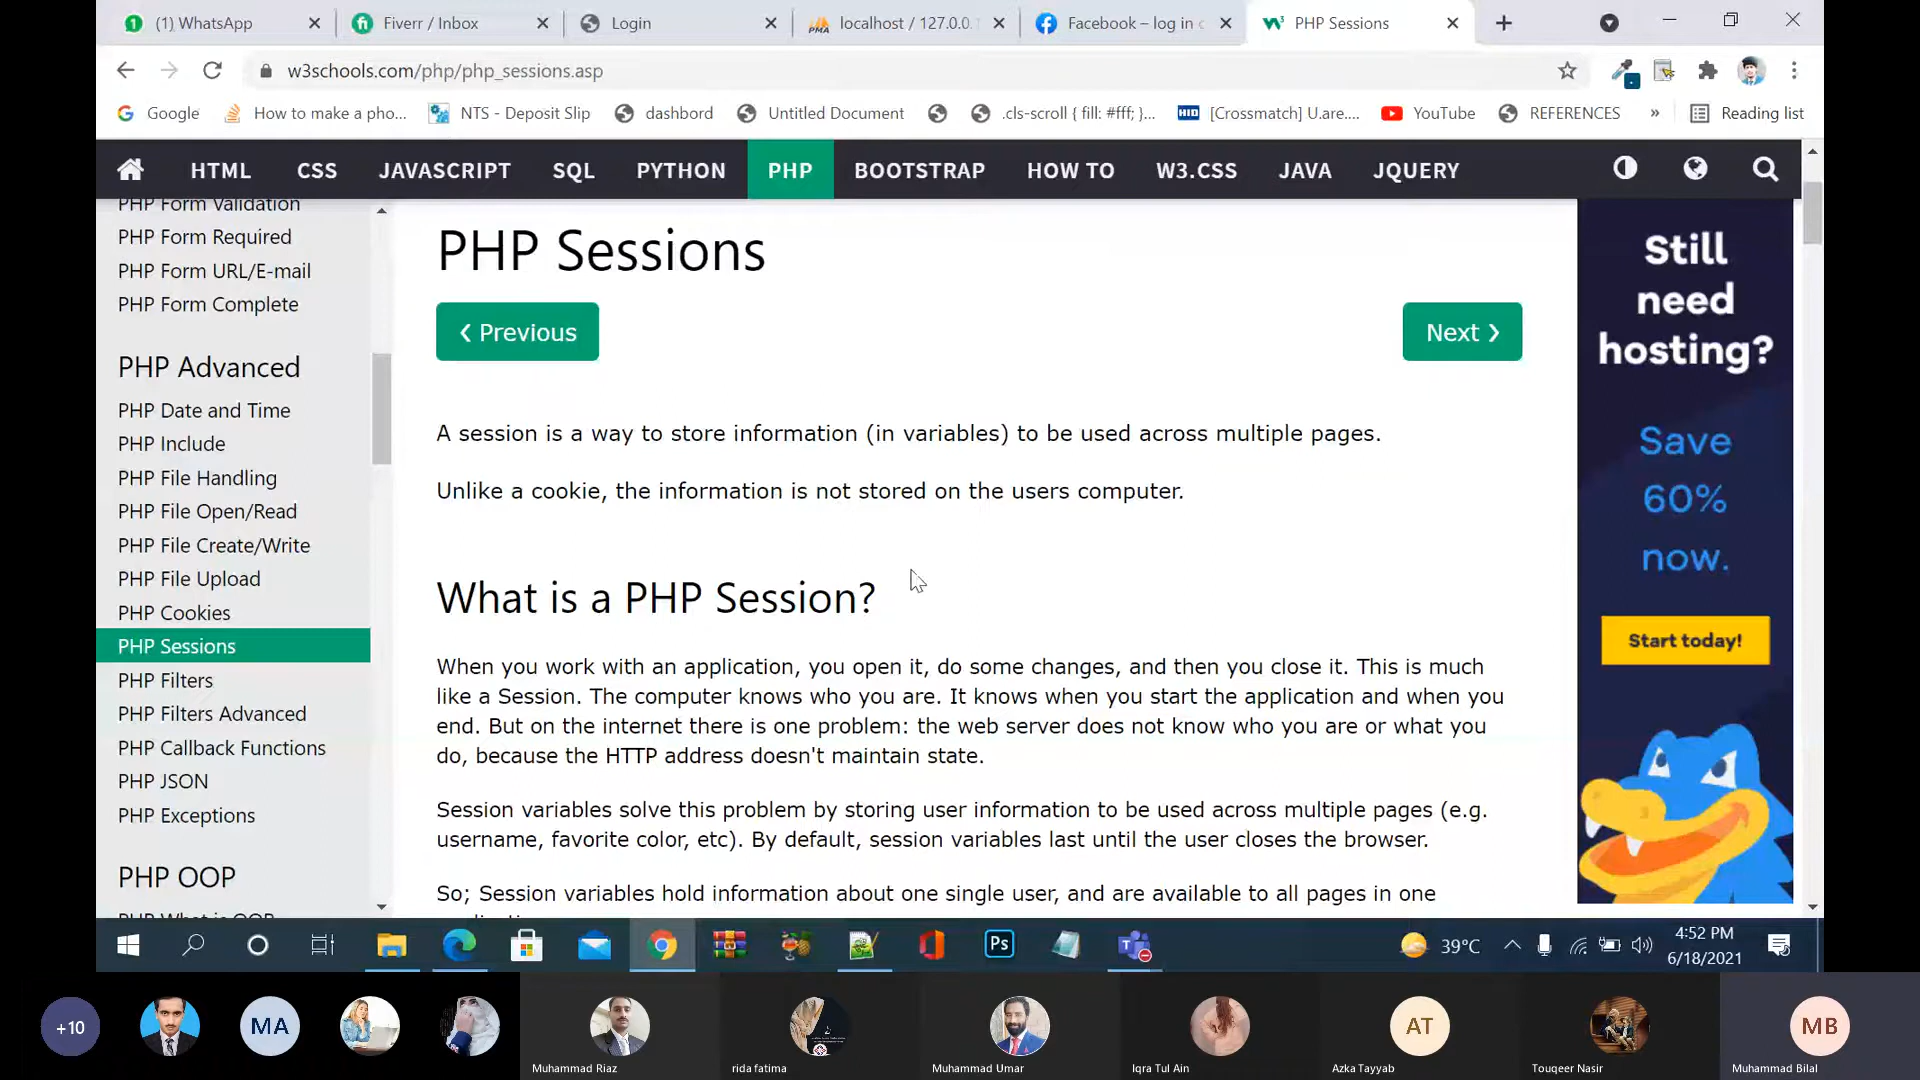 (1) WhatsApp
Fiverr / Inbox
Login
localhost / 127.0.0.
Facebook – log in
PHP Sessions
w3schools.com/php/php_sessions.asp
Google
How to make a pho...
NTS - Deposit Slip
dashbord
Untitled Document
.cls-scroll { fill: #fff; }...
HID
[Crossmatch] U.are....
YouTube
REFERENCES
»
Reading list
HTML
CSS
JAVASCRIPT
SQL
PYTHON
PHP
BOOTSTRAP
HOW TO
W3.CSS
JAVA
JQUERY
PHP Form Validation
PHP Form Required
PHP Form URL/E-mail
PHP Form Complete
PHP Advanced
PHP Date and Time
PHP Include
PHP File Handling
PHP File Open/Read
PHP File Create/Write
PHP File Upload
PHP Cookies
PHP Sessions
PHP Filters
PHP Filters Advanced
PHP Callback Functions
PHP JSON
PHP Exceptions
PHP OOP
PHP What is OOP
PHP Sessions
❮ Previous
Next ❯
A session is a way to store information (in variables) to be used across multiple pages.
Unlike a cookie, the information is not stored on the users computer.
What is a PHP Session?
When you work with an application, you open it, do some changes, and then you close it. This is much
like a Session. The computer knows who you are. It knows when you start the application and when you
end. But on the internet there is one problem: the web server does not know who you are or what you
do, because the HTTP address doesn't maintain state.
Session variables solve this problem by storing user information to be used across multiple pages (e.g.
username, favorite color, etc). By default, session variables last until the user closes the browser.
So; Session variables hold information about one single user, and are available to all pages in one
Still
need
hosting?
Save
60%
now.
Start today!
Ps
39°C
4:52 PM
6/18/2021
+10
MA
Muhammad Riaz
rida fatima
Muhammad Umar
Iqra Tul Ain
AT
Azka Tayyab
Touqeer Nasir
MB
Muhammad Bilal